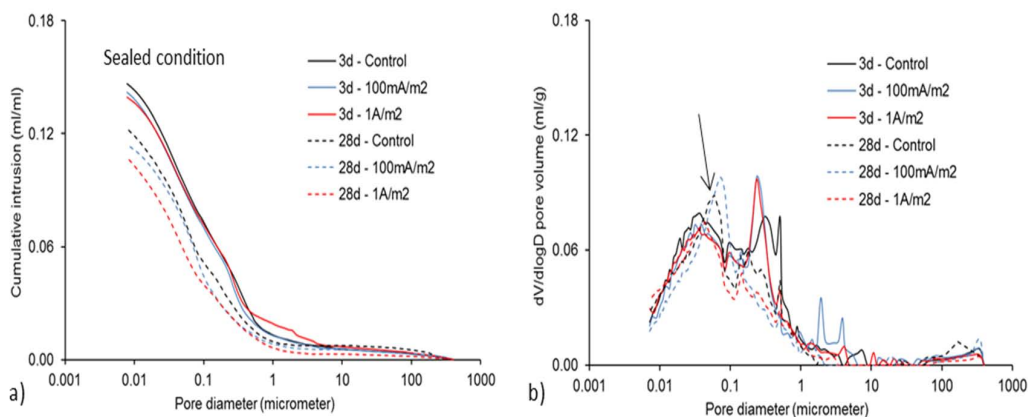 0.18
0.12
0.06
0.00
0.001
0.01
0.1
1
10
100
1000
Cumulative intrusion (ml/ml)
Pore diameter (micrometer)
Sealed condition
3d - Control
3d - 100mA/m2
3d - 1A/m2
28d - Control
28d - 100mA/m2
28d - 1A/m2
a)
0.18
0.12
0.06
0.00
0.001
0.01
0.1
1
10
100
1000
dV/dlogD pore volume (ml/g)
Pore diameter (micrometer)
3d - Control
3d - 100mA/m2
3d - 1A/m2
28d - Control
28d - 100mA/m2
28d - 1A/m2
b)